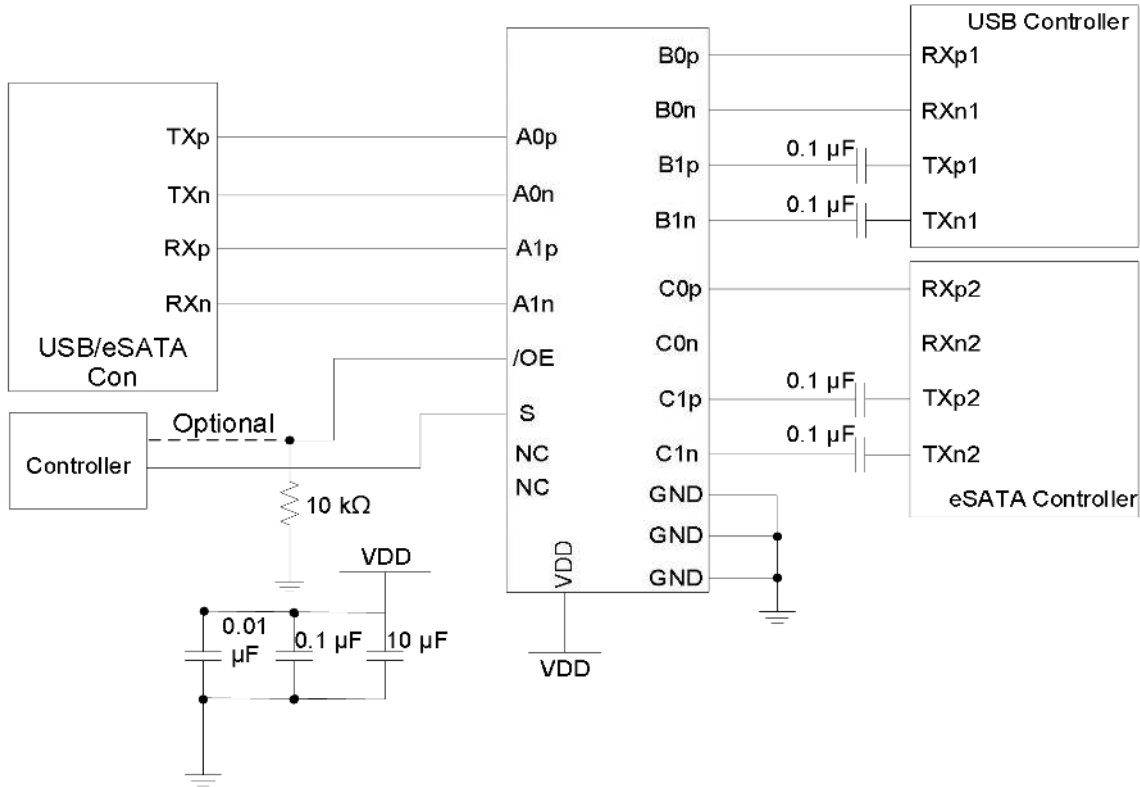 USB Controller
B0p
RXp1
B0n
RXn1
0.1 µF
B1p
TXp1
0.1 µF
B1n
TXn1
TXp
A0p
TXn
A0n
RXp
A1p
RXn
A1n
USB/eSATA
Con
/OE
S
NC
NC
C0p
RXp2
C0n
RXn2
0.1 µF
C1p
TXp2
0.1 µF
C1n
TXn2
eSATA Controller
GND
GND
GND
Optional
Controller
10 kΩ
VDD
VDD
VDD
0.01
µF
0.1 µF
10 µF